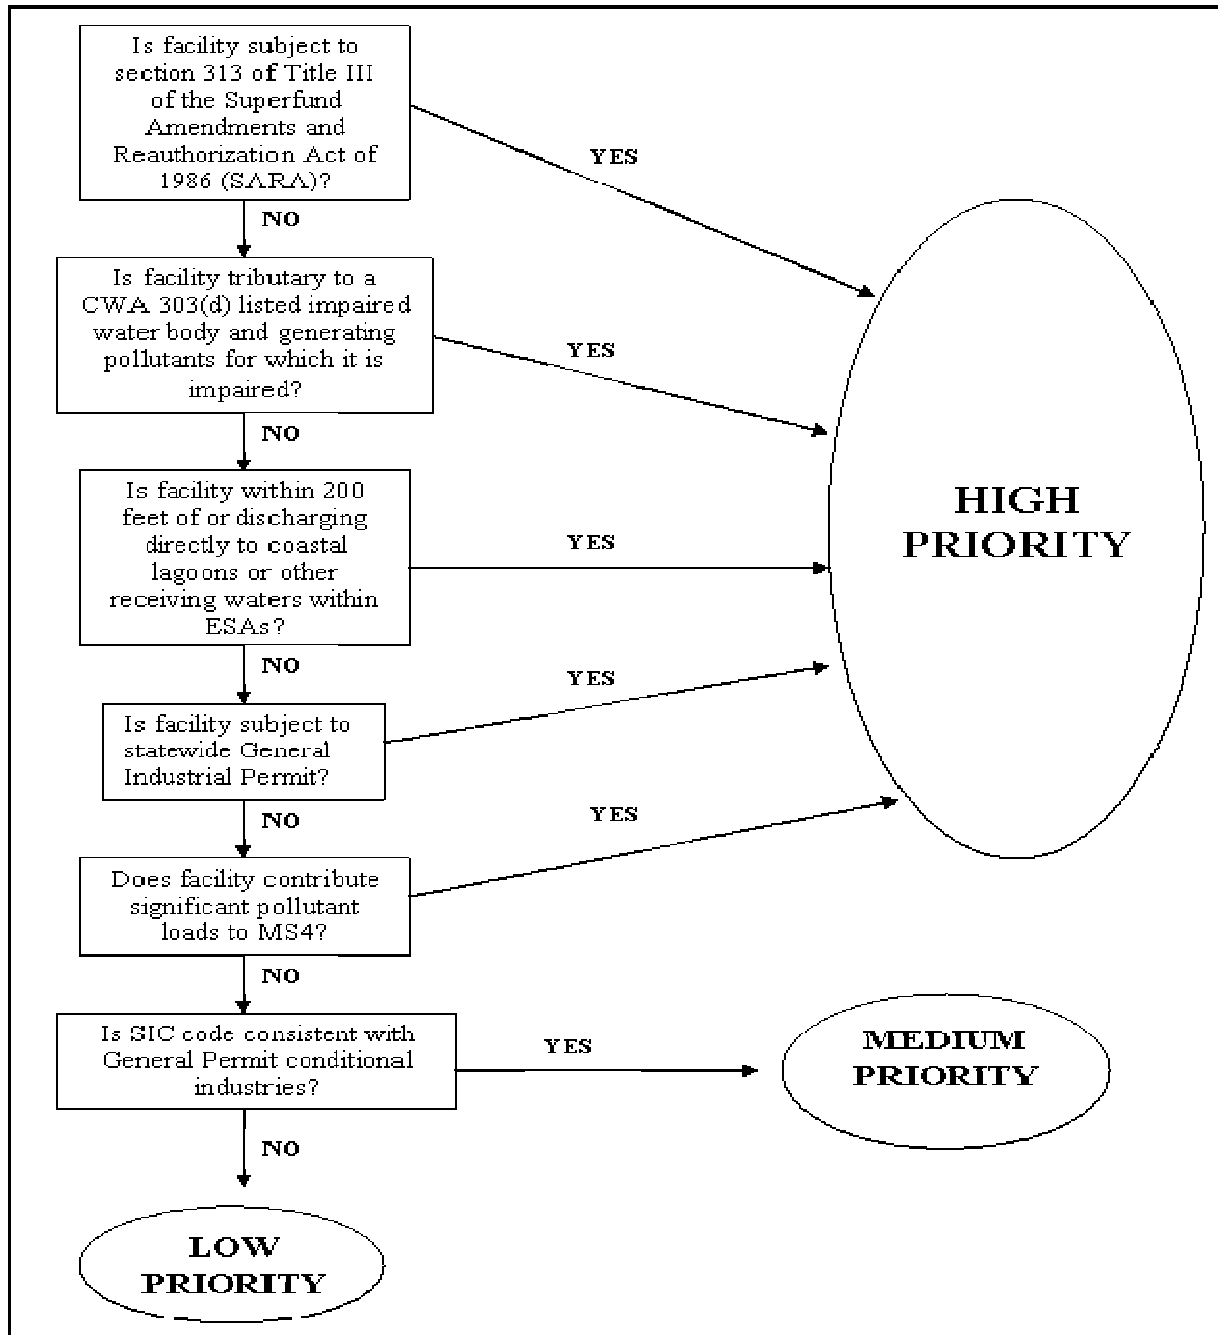 Is facility subject to
section 313 of Title III
of the Superfund
Amendments and
Reauthorization Act of
1986 (SARA)?
YES
NO
Is facility tributary to a
CWA 303(d) listed impaired
water body and generating
pollutants for which it is
impaired?
YES
NO
Is facility within 200
feet of or discharging
directly to coastal
lagoons or other
receiving waters within
ESAs?
YES
HIGH
PRIORITY
NO
Is facility subject to
statewide General
Industrial Permit?
YES
NO
Does facility contribute
significant pollutant
loads to MS4?
YES
NO
Is SIC code consistent with
General Permit conditional
industries?
YES
MEDIUM
PRIORITY
NO
LOW
PRIORITY